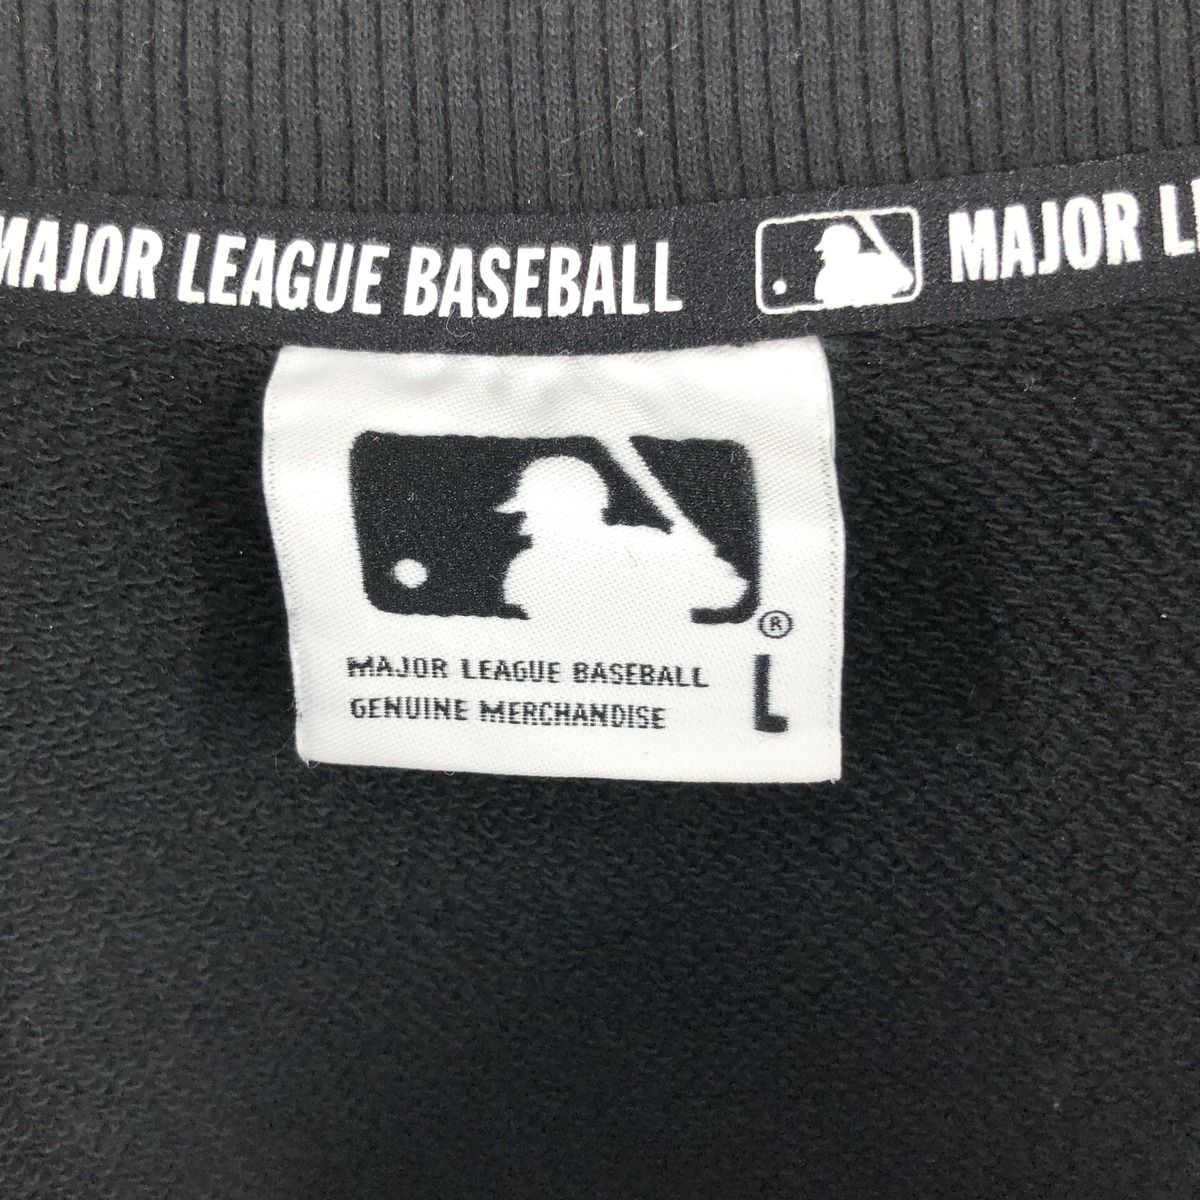 MAJOR LEAGUE BASEBALL MAJOR
®
MAJOR LEAGUE BASEBALL L
GENUINE MERCHANDISE